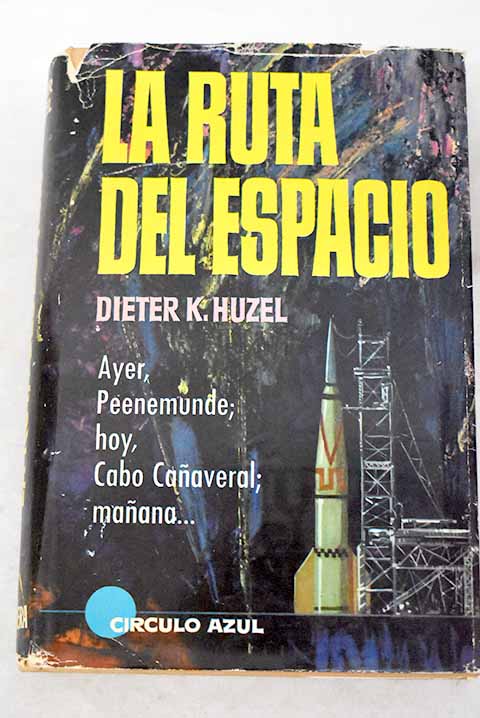 LA RUTA
DEL ESPACIO
DIETER K. HUZEL
Ayer,
Peenemunde;
hoy,
Cabo Cañaveral;
mañana...
CIRCULO AZUL